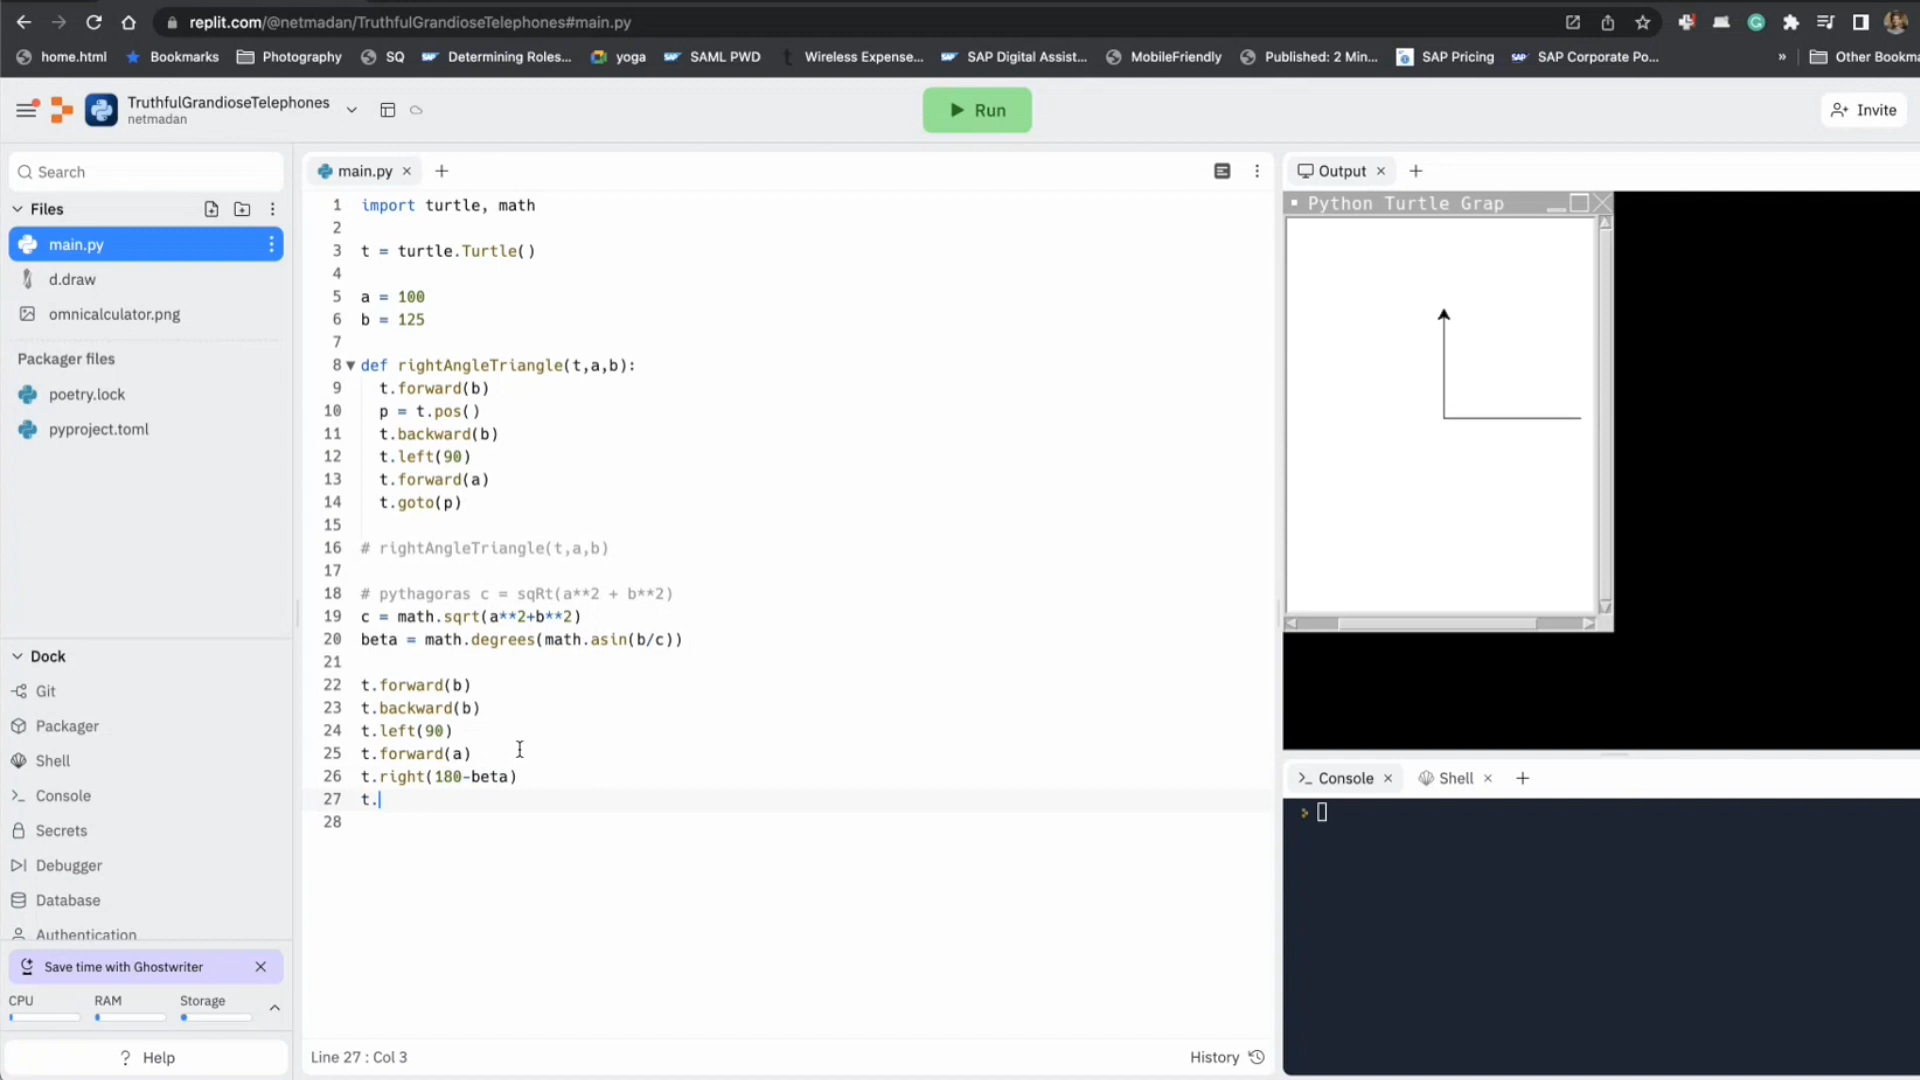 replit.com/@netmadan/TruthfulGrandioseTelephones#main.py
home.html Bookmarks Photography SQ Determining Roles... yoga SAML PWD Wireless Expense... SAP Digital Assist... MobileFriendly Published: 2 Min... SAP Pricing SAP Corporate Po... » Other Bookma
TruthfulGrandioseTelephones
netmadan
Run
Invite
Search
Files
main.py
d.draw
omnicalculator.png
Packager files
poetry.lock
pyproject.toml
Dock
Git
Packager
Shell
Console
Secrets
Debugger
Database
Authentication
Save time with Ghostwriter
CPU RAM Storage
? Help
main.py
1 import turtle, math
2
3 t = turtle.Turtle()
4
5 a = 100
6 b = 125
7
8 def rightAngleTriangle(t,a,b):
9 t.forward(b)
10 p = t.pos()
11 t.backward(b)
12 t.left(90)
13 t.forward(a)
14 t.goto(p)
15
16 # rightAngleTriangle(t,a,b)
17
18 # pythagoras c = sqRt(a**2 + b**2)
19 c = math.sqrt(a**2+b**2)
20 beta = math.degrees(math.asin(b/c))
21
22 t.forward(b)
23 t.backward(b)
24 t.left(90)
25 t.forward(a)
26 t.right(180-beta)
27 t.
28
Line 27 : Col 3
History
Output
Python Turtle Grap
Console Shell